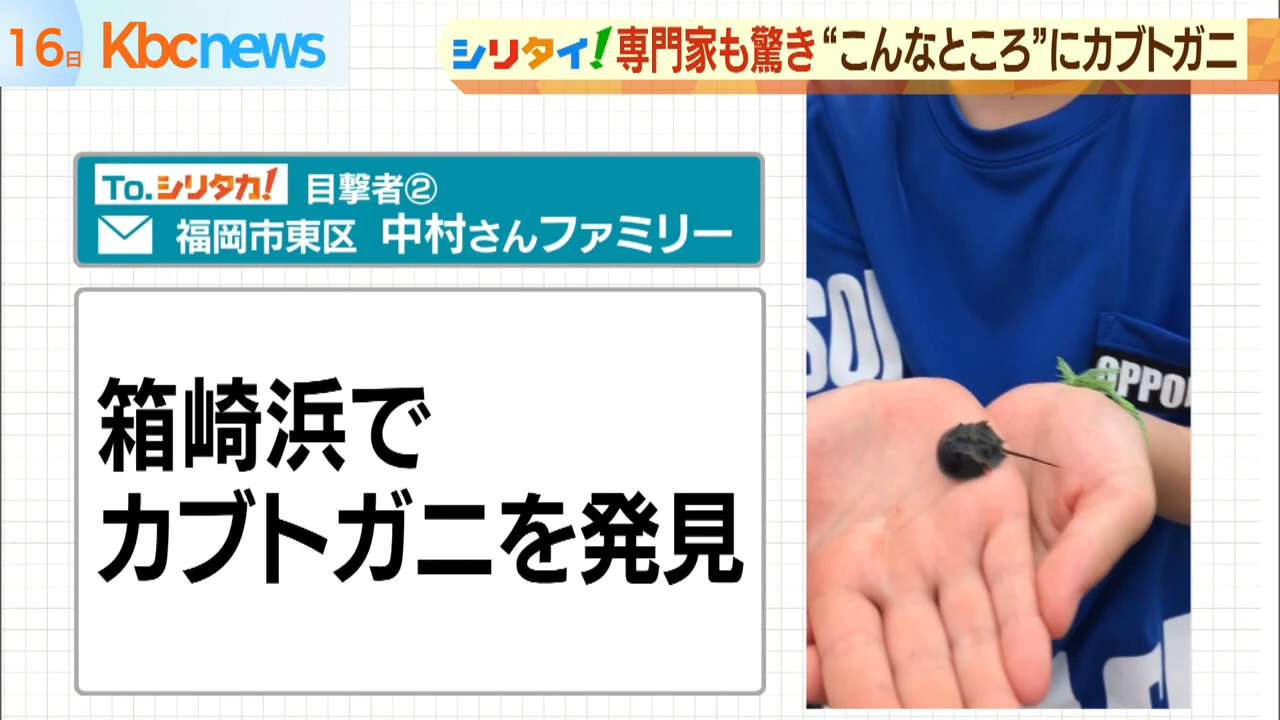 16日 Kbcnews
シリタイ!専門家も驚き“こんなところ”にカブトガニ
To.シリタカ! 目撃者②
福岡市東区 中村さんファミリー
箱崎浜で
カブトガニを発見
OPPO